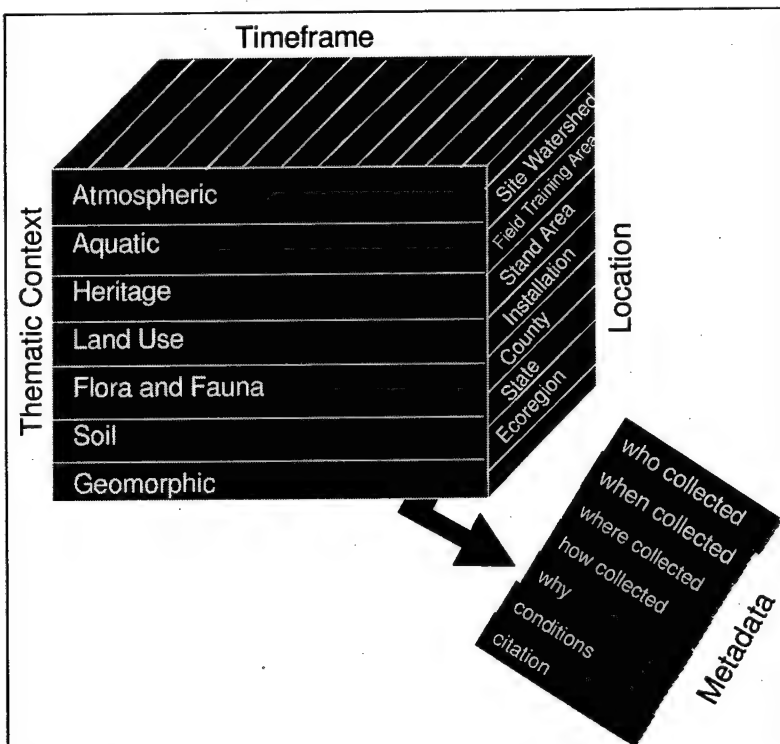 Timeframe
Thematic Context
Atmospheric
Aquatic
Heritage
Land Use
Flora and Fauna
Soil
Geomorphic
Site Watershed
Field Training Area
Stand Area
Installation
County
State
Ecoregion
Location
who collected
when collected
where collected
how collected
why
conditions
citation
Metadata